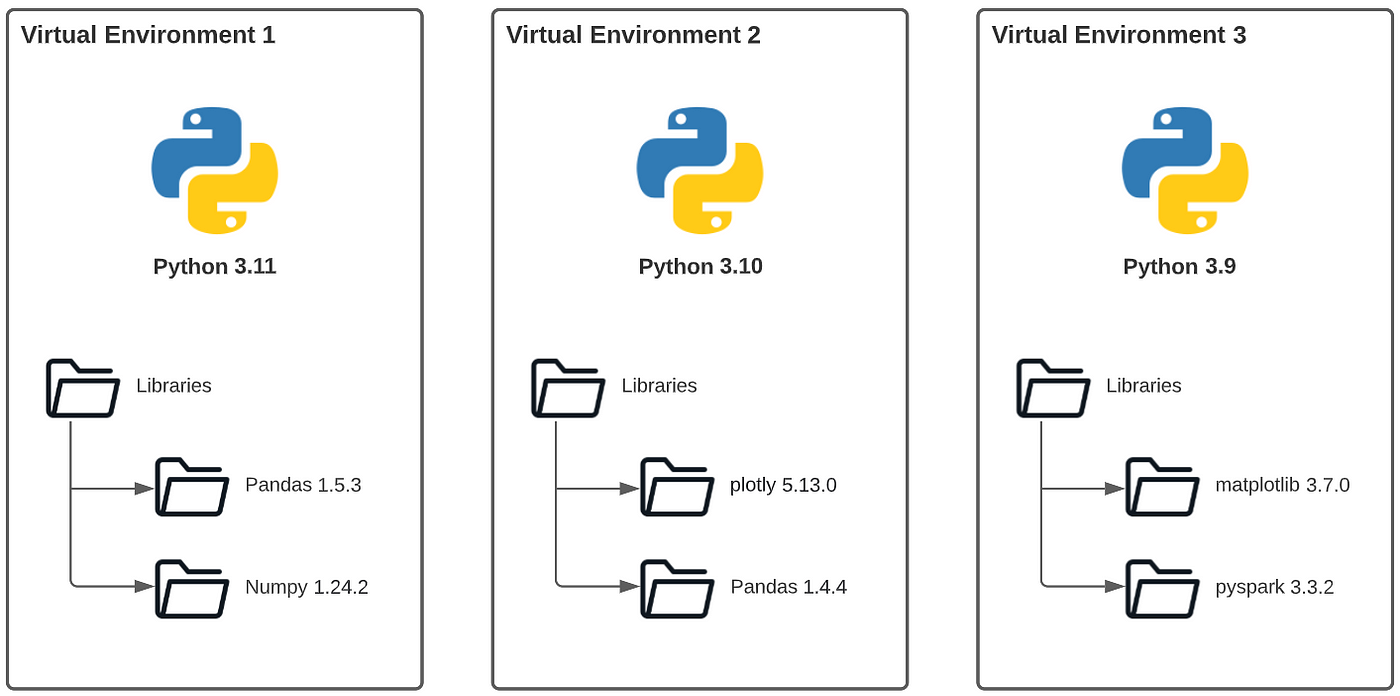 Virtual Environment 1
Python 3.11
Libraries
Pandas 1.5.3
Numpy 1.24.2
Virtual Environment 2
Python 3.10
Libraries
plotly 5.13.0
Pandas 1.4.4
Virtual Environment 3
Python 3.9
Libraries
matplotlib 3.7.0
pyspark 3.3.2